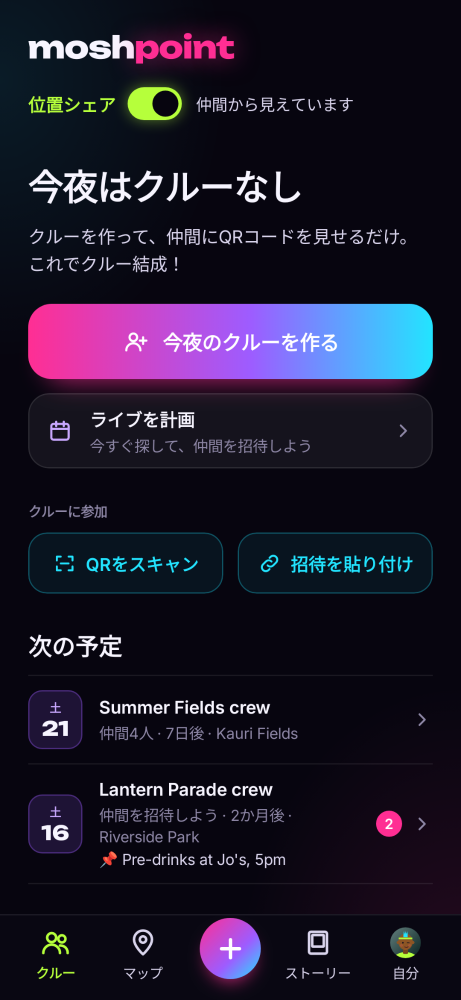 moshpoint
位置シェア 仲間から見えています
今夜はクルーなし
クルーを作って、仲間にQRコードを見せるだけ。
これでクルー結成！
今夜のクルーを作る
ライブを計画
今すぐ探して、仲間を招待しよう
クルーに参加
QRをスキャン 招待を貼り付け
次の予定
土
21
Summer Fields crew
仲間4人 · 7日後 · Kauri Fields
土
16
Lantern Parade crew
仲間を招待しよう · 2か月後 ·
Riverside Park
📌 Pre-drinks at Jo's, 5pm
2
クルー マップ ストーリー 自分